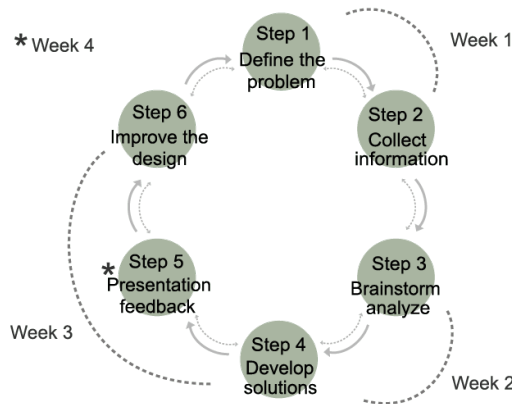 * Week 4
Step 1
Define the
problem
Week 1
Step 2
Collect
information
Step 3
Brainstorm
analyze
Week 2
Step 4
Develop
solutions
Week 3
* Step 5
Presentation
feedback
Step 6
Improve the
design